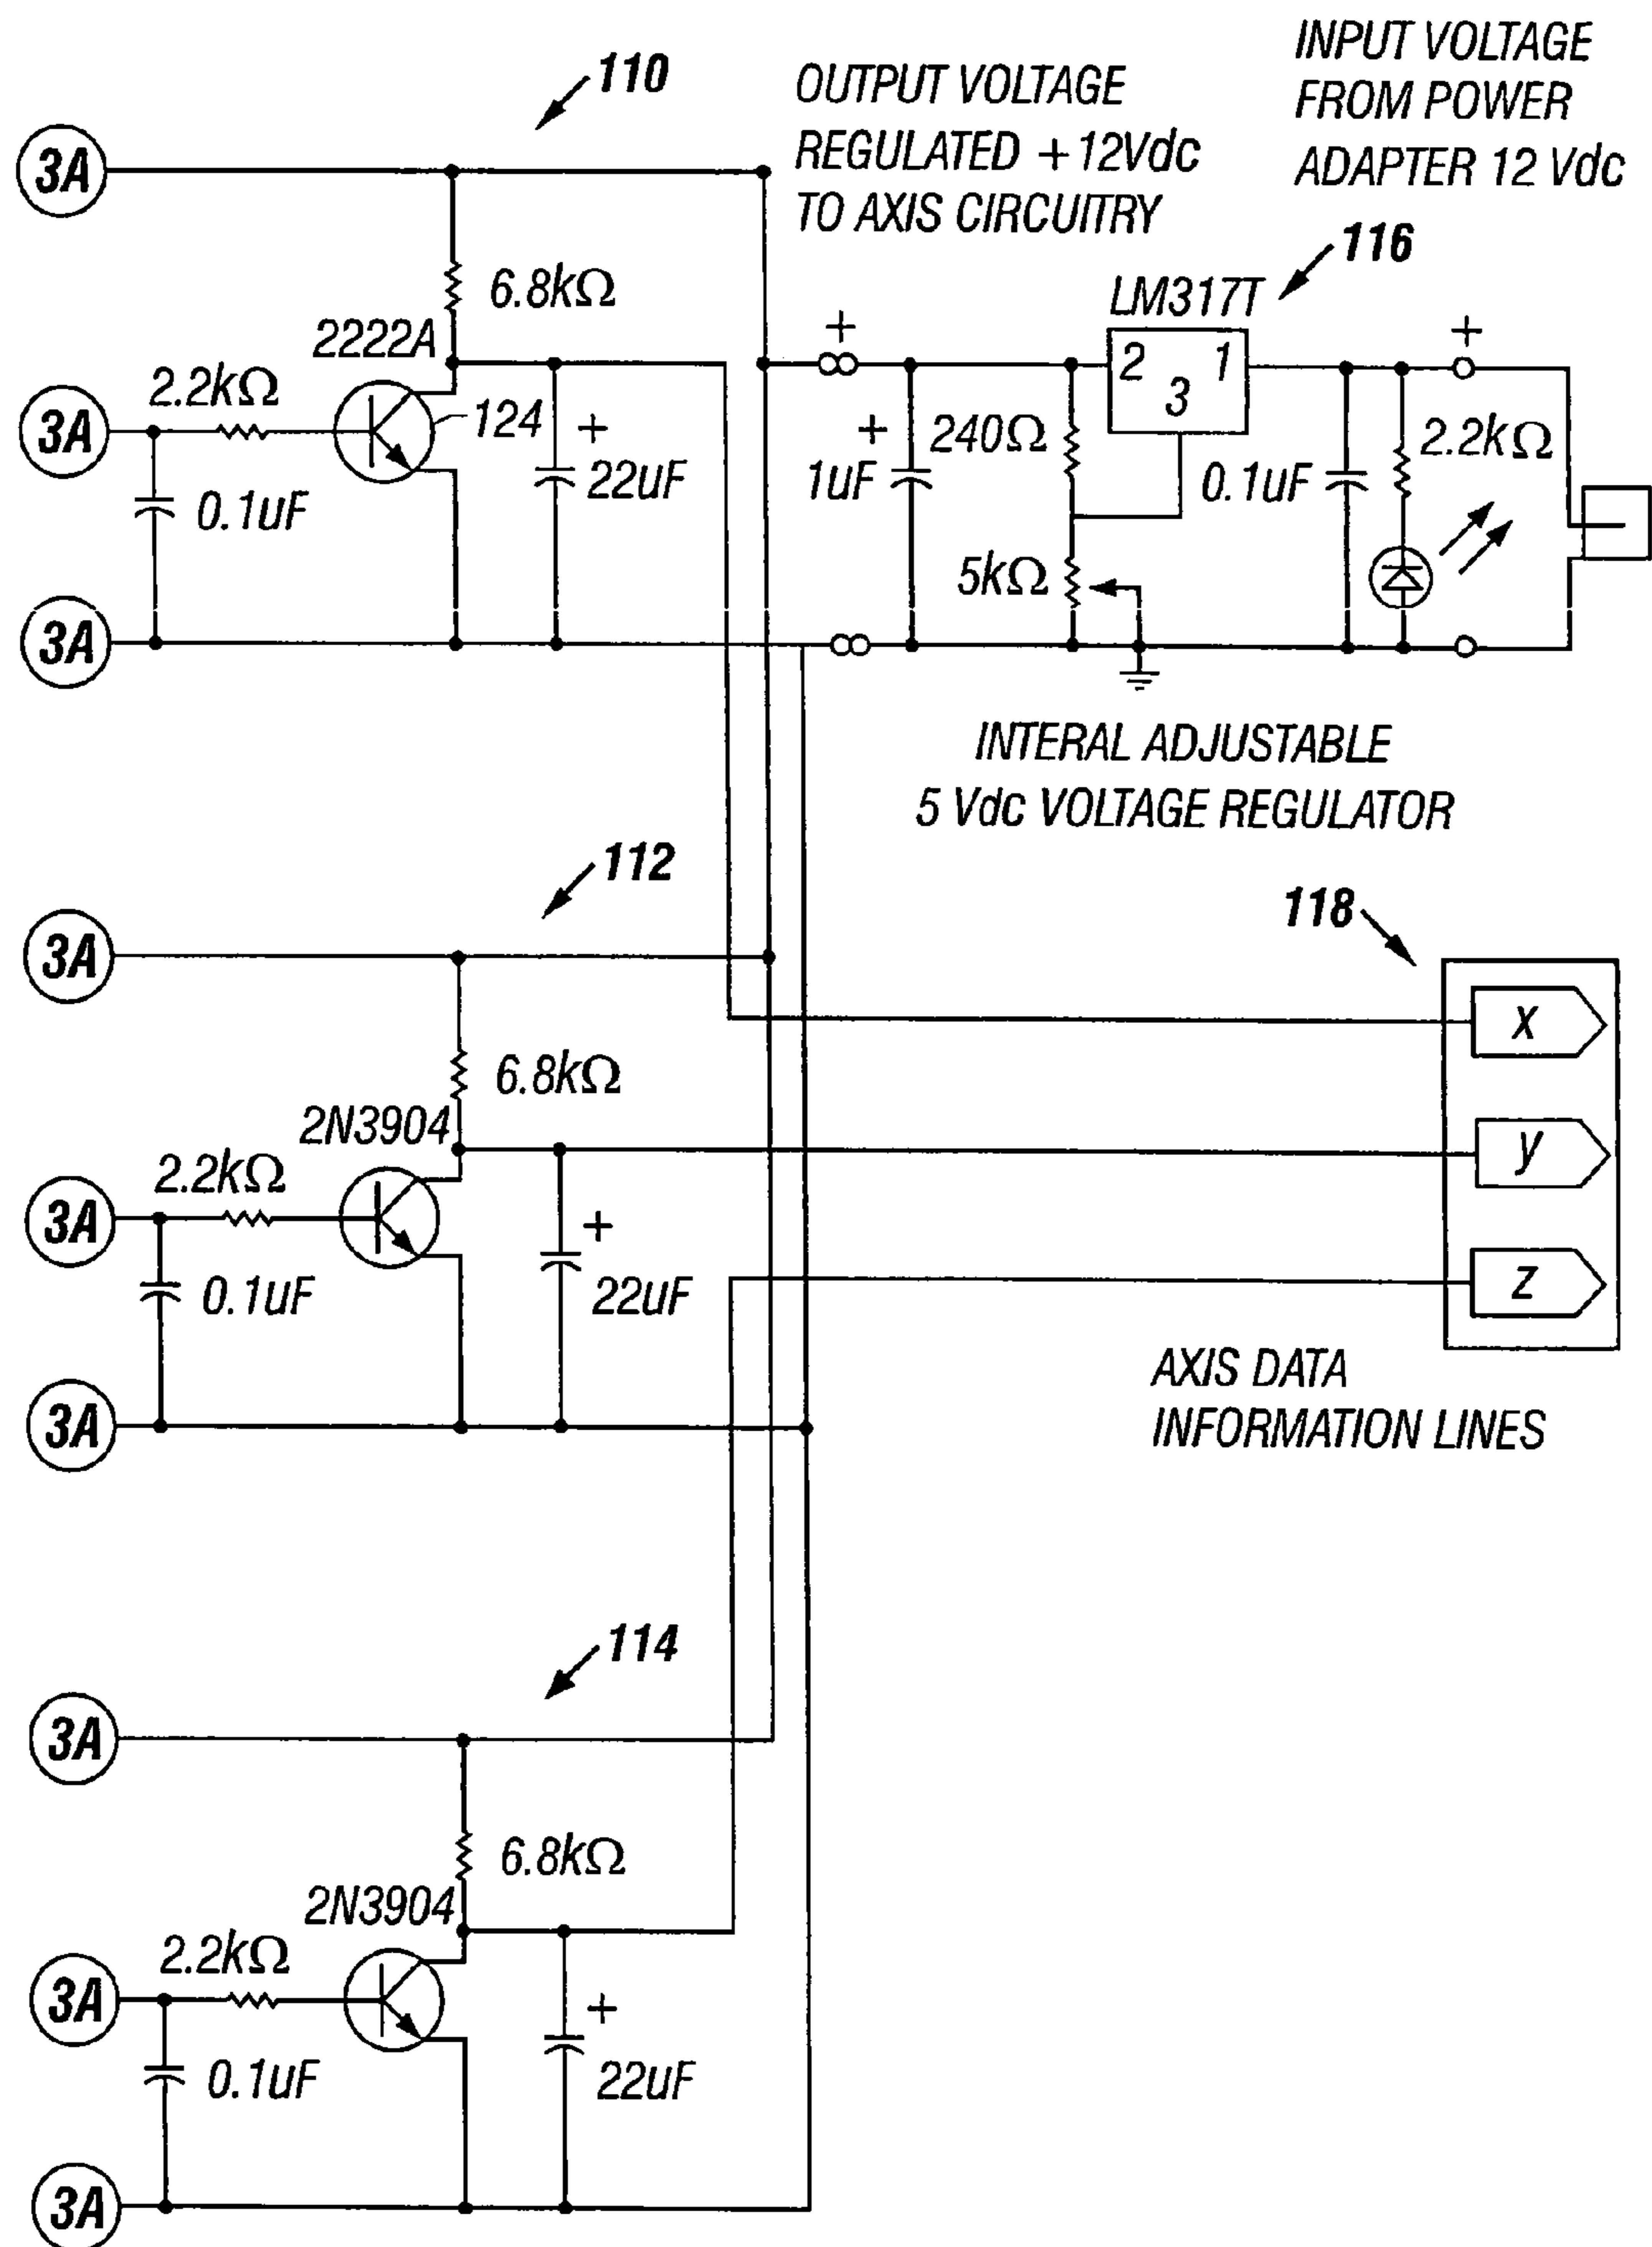 110
OUTPUT VOLTAGE
REGULATED +12Vdc
TO AXIS CIRCUITRY
INPUT VOLTAGE
FROM POWER
ADAPTER 12 Vdc
116
3A
6.8kΩ
2222A
2.2kΩ
3A
124
+
22uF
0.1uF
3A
+
LM317T
2
1
3
+
+
1uF
240Ω
5kΩ
0.1uF
2.2kΩ
INTERAL ADJUSTABLE
5 Vdc VOLTAGE REGULATOR
112
3A
6.8kΩ
2N3904
2.2kΩ
3A
+
22uF
0.1uF
3A
118
x
y
z
AXIS DATA
INFORMATION LINES
114
3A
6.8kΩ
2N3904
2.2kΩ
3A
+
22uF
0.1uF
3A